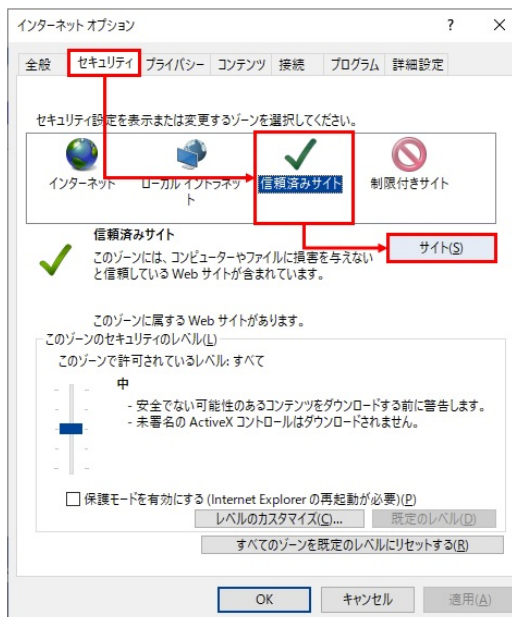 インターネット オプション ? ×
全般 セキュリティ プライバシー コンテンツ 接続 プログラム 詳細設定
セキュリティ設定を表示または変更するゾーンを選択してください。
インターネット
ローカル イントラネッ
ト
信頼済みサイト
制限付きサイト
信頼済みサイト
このゾーンには、コンピューターやファイルに損害を与えない
と信頼している Web サイトが含まれています。
サイト(S)
このゾーンに属する Web サイトがあります。
このゾーンのセキュリティのレベル(L)
このゾーンで許可されているレベル: すべて
中
- 安全でない可能性のあるコンテンツをダウンロードする前に警告します。
- 未署名の ActiveX コントロールはダウンロードされません。
保護モードを有効にする (Internet Explorer の再起動が必要)(P)
レベルのカスタマイズ(C)... 既定のレベル(D)
すべてのゾーンを既定のレベルにリセットする(R)
OK キャンセル 適用(A)